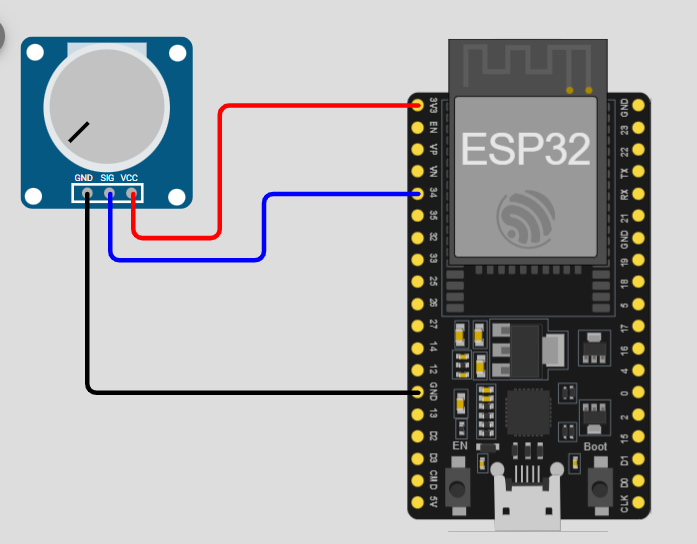 GND SIG VCC
ESP32
3V3
EN
VP
VN
34
35
32
33
25
26
27
14
12
GND
13
D2
D3
CMD
5V
GND
23
22
TX
RX
21
GND
19
18
5
17
16
4
0
2
15
D1
D0
CLK
EN
Boot